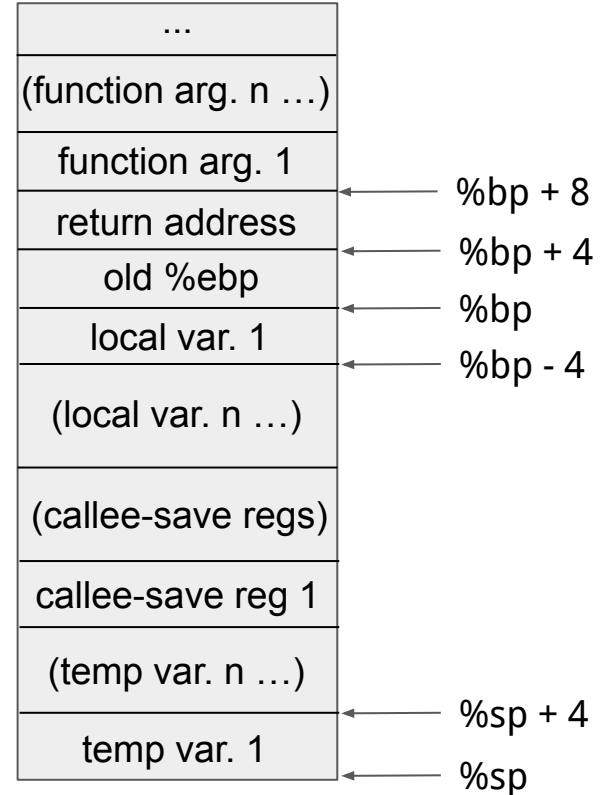 ...
(function arg. n …)
function arg. 1
%bp + 8
return address
%bp + 4
old %ebp
%bp
local var. 1
%bp - 4
(local var. n …)
(callee-save regs)
callee-save reg 1
(temp var. n …)
%sp + 4
temp var. 1
%sp